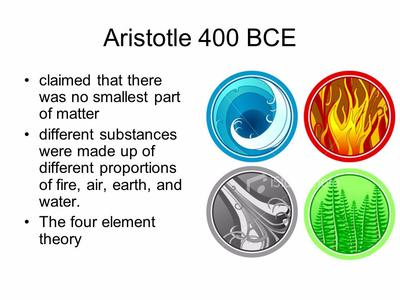 Aristotle 400 BCE
• claimed that there
was no smallest part
of matter
• different substances
were made up of
different proportions
of fire, air, earth, and
water.
• The four element
theory